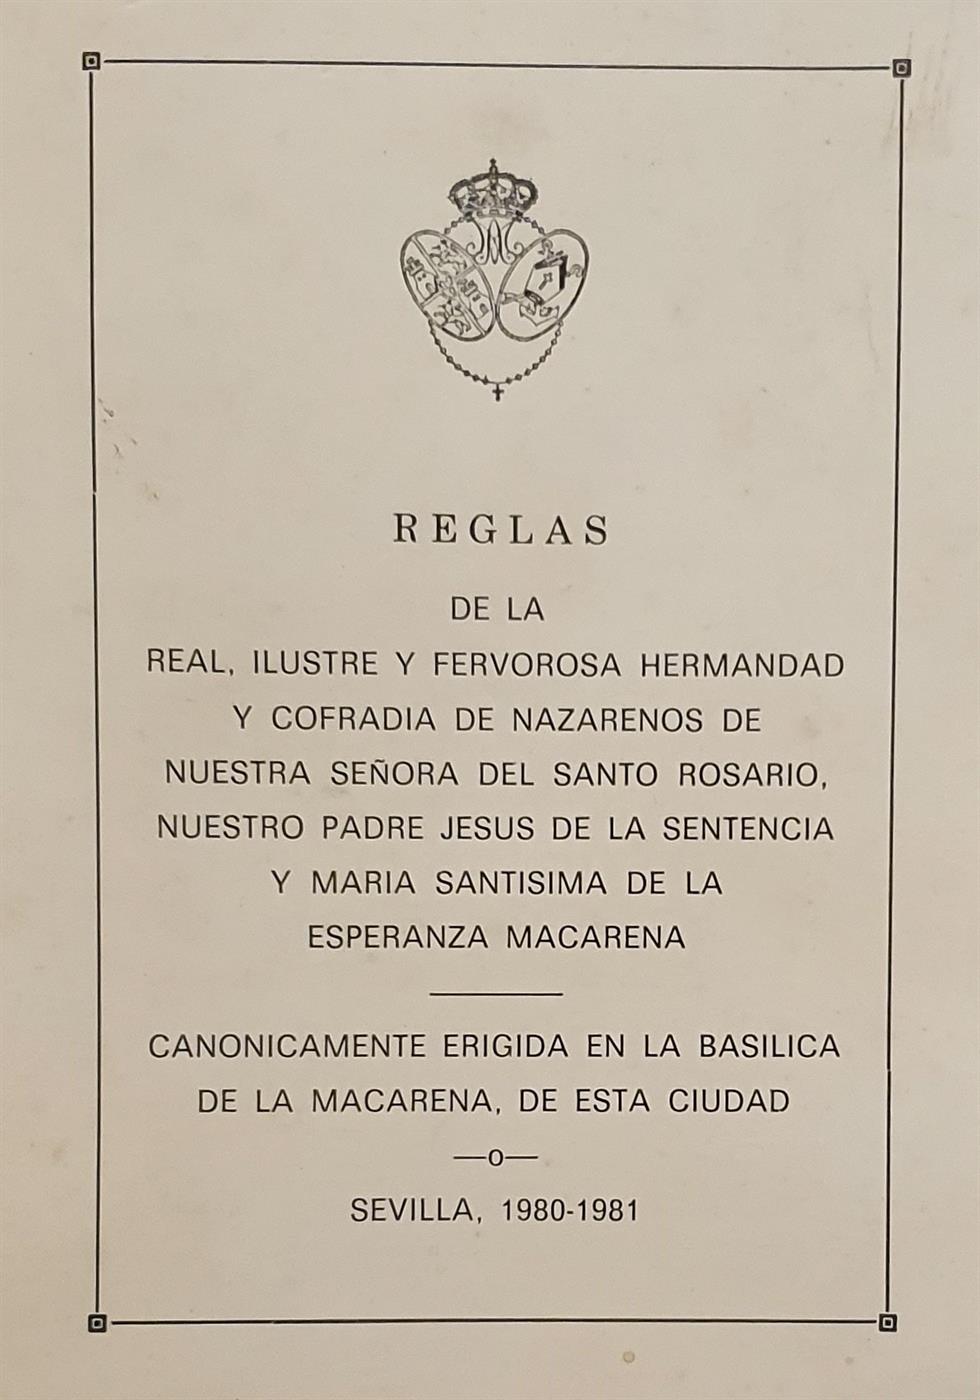 REGLAS
DE LA
REAL, ILUSTRE Y FERVOROSA HERMANDAD
Y COFRADIA DE NAZARENOS DE
NUESTRA SEÑORA DEL SANTO ROSARIO,
NUESTRO PADRE JESUS DE LA SENTENCIA
Y MARIA SANTISIMA DE LA
ESPERANZA MACARENA
CANONICAMENTE ERIGIDA EN LA BASILICA
DE LA MACARENA, DE ESTA CIUDAD
—o—
SEVILLA, 1980-1981